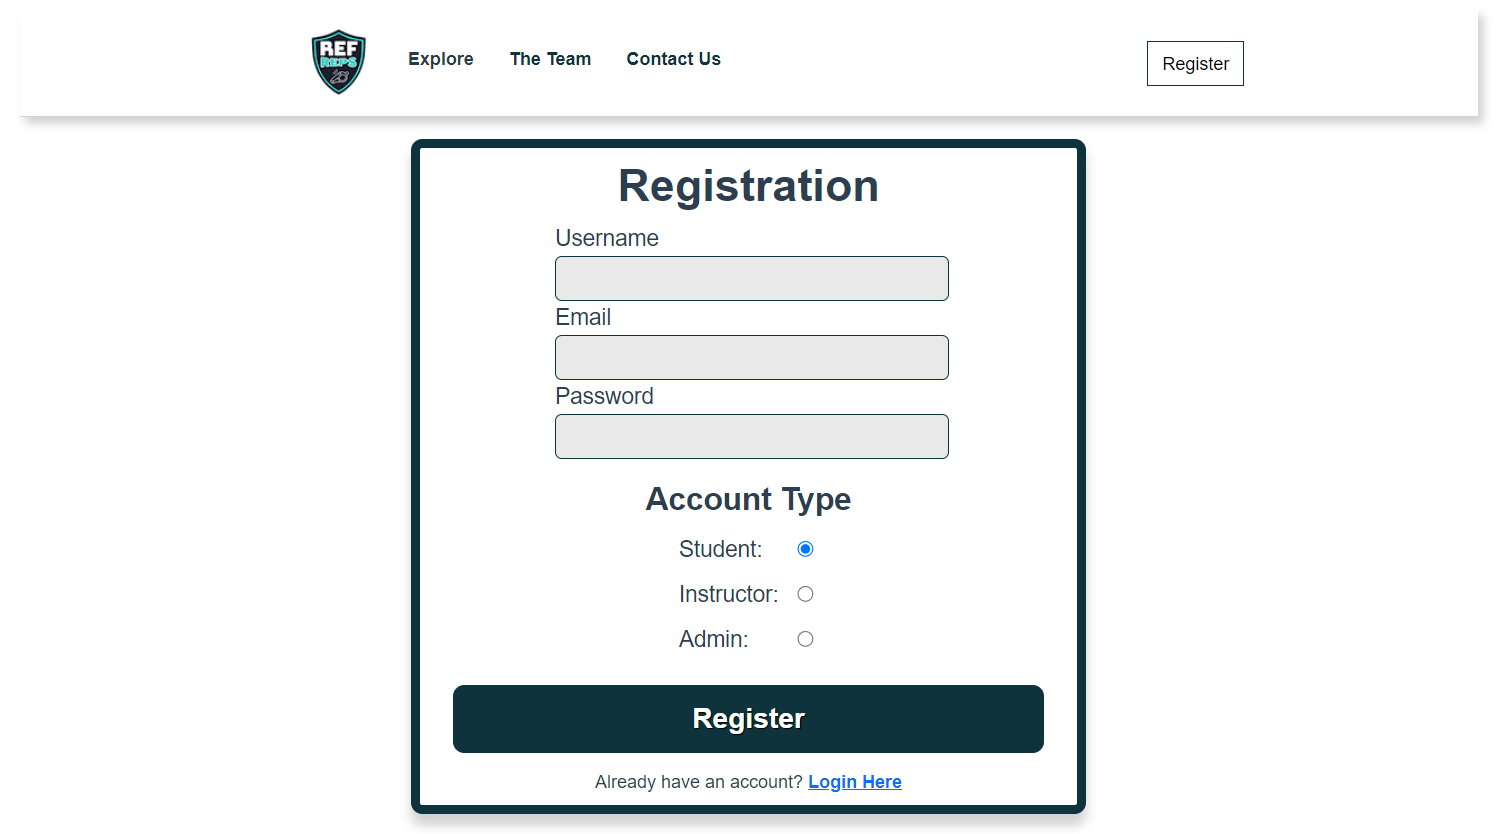 REF
REPS
Explore The Team Contact Us Register
Registration
Username
Email
Password
Account Type
Student:
Instructor:
Admin:
Register
Already have an account? Login Here